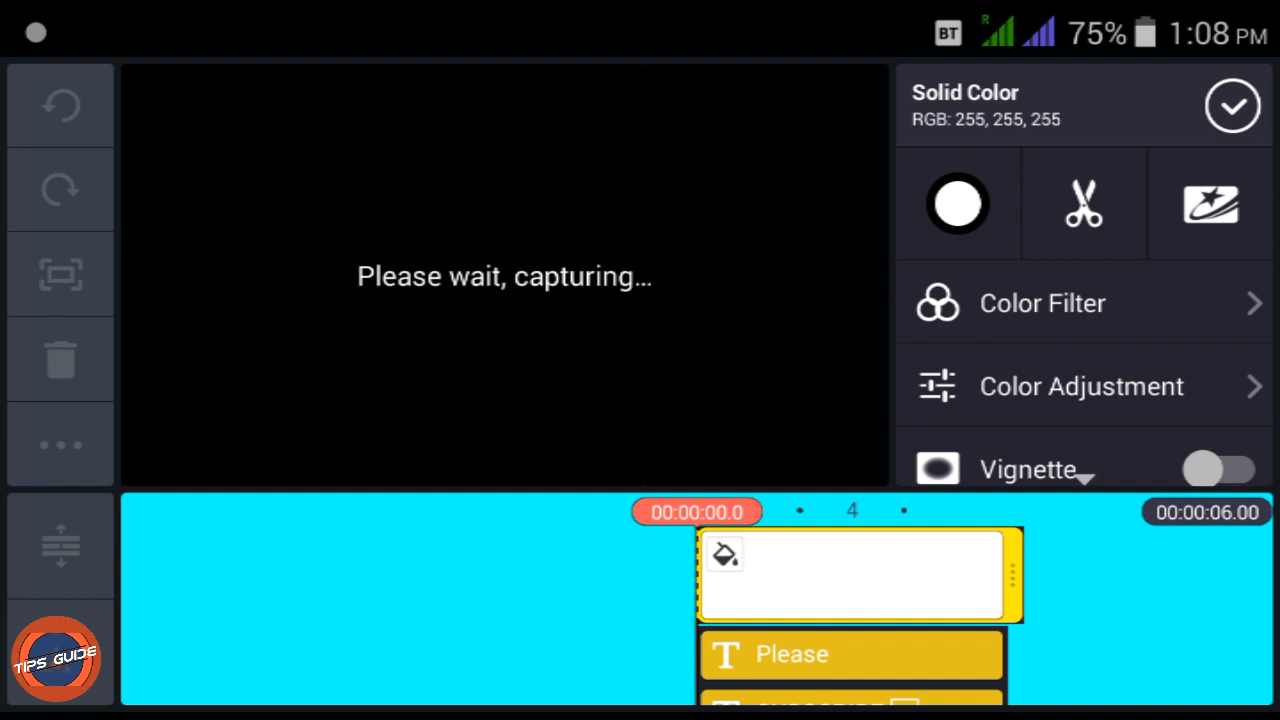 BT R 75% 1:08 PM
Solid Color
RGB: 255, 255, 255
Please wait, capturing...
Color Filter
Color Adjustment
Vignette
00:00:00.0 4 00:00:06.00
T Please
TIPS GUIDE